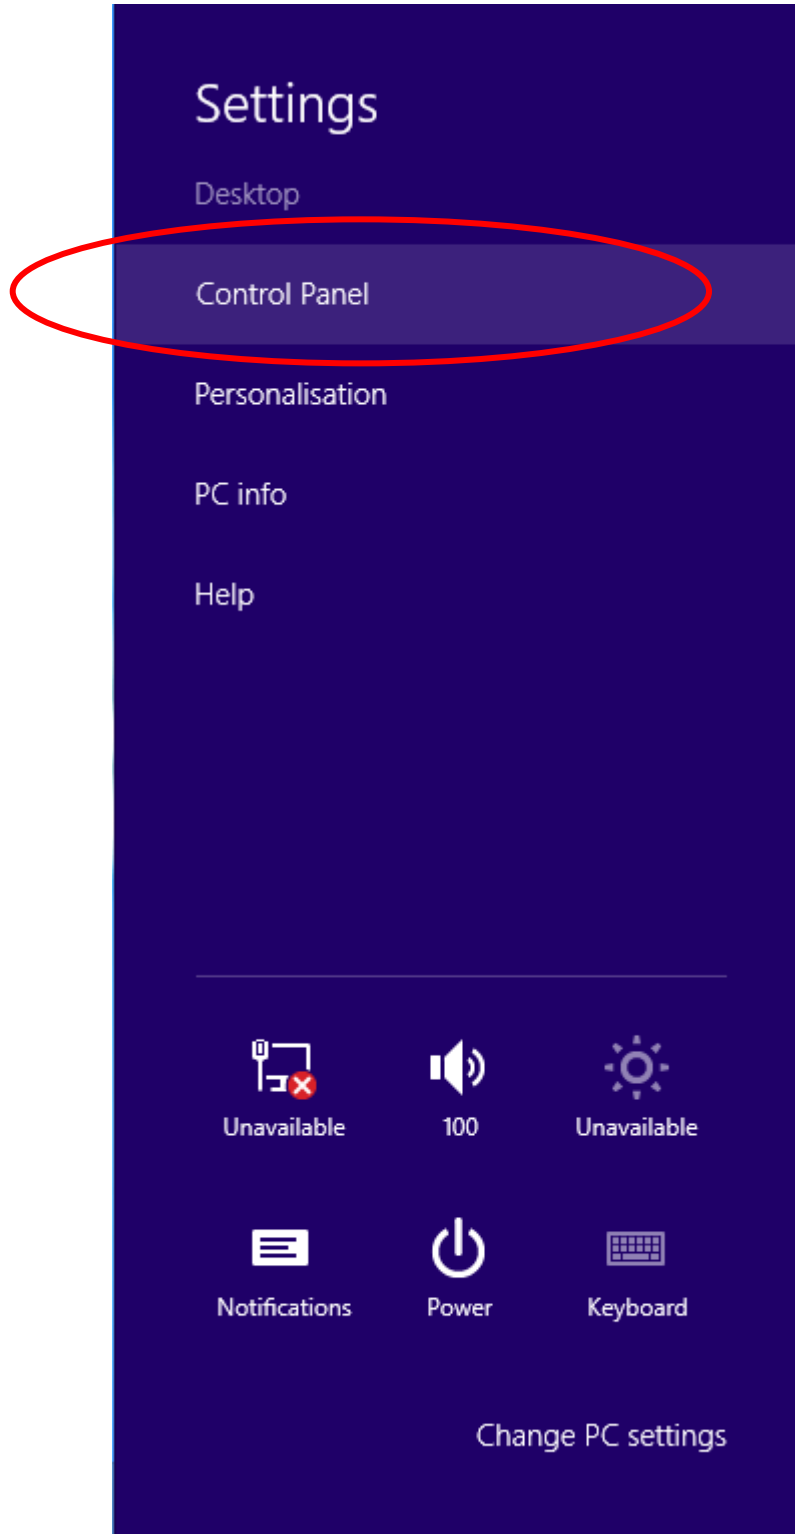 Settings
Desktop
Control Panel
Personalisation
PC info
Help
Unavailable
100
Unavailable
Notifications
Power
Keyboard
Change PC settings